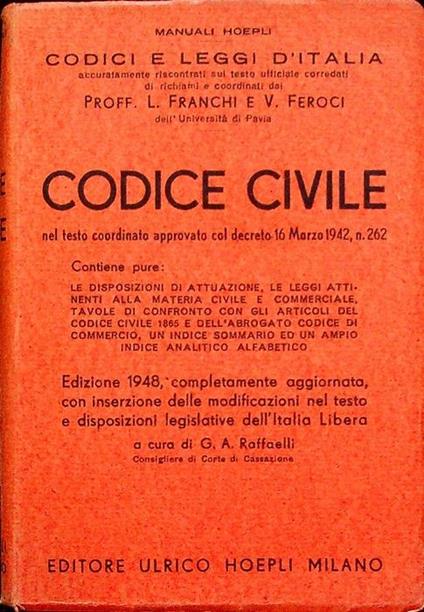 MANUALI HOEPLI
CODICI E LEGGI D'ITALIA
accuratamente riscontrati sul testo ufficiale corredati
di richiami e coordinati dai
PROFF. L. FRANCHI E V. FEROCI
dell'Università di Pavia
CODICE CIVILE
nel testo coordinato approvato col decreto 16 Marzo 1942, n. 262
Contiene pure:
LE DISPOSIZIONI DI ATTUAZIONE, LE LEGGI ATTI-
NENTI ALLA MATERIA CIVILE E COMMERCIALE,
TAVOLE DI CONFRONTO CON GLI ARTICOLI DEL
CODICE CIVILE 1865 E DELL'ABROGATO CODICE DI
COMMERCIO, UN INDICE SOMMARIO ED UN AMPIO
INDICE ANALITICO ALFABETICO
Edizione 1948, completamente aggiornata,
con inserzione delle modificazioni nel testo
e disposizioni legislative dell'Italia Libera
a cura di G. A. Raffaelli
Consigliere di Corte di Cassazione
EDITORE ULRICO HOEPLI MILANO